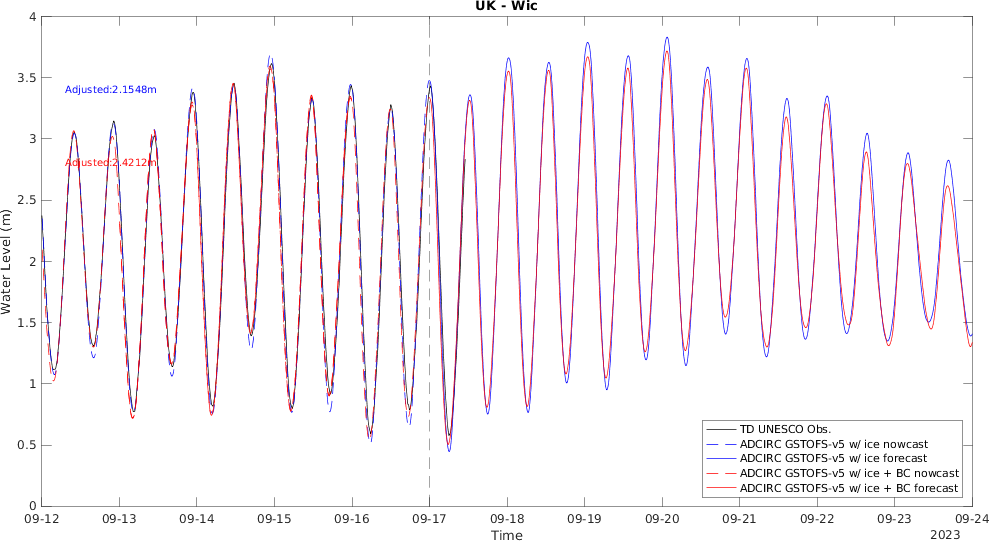 UK - Wic
4
3.5
3
2.5
2
1.5
1
0.5
0
Water Level (m)
Adjusted:2.1548m
Adjusted:2.4212m
TD UNESCO Obs.
ADCIRC GSTOFS-v5 w/ ice nowcast
ADCIRC GSTOFS-v5 w/ ice forecast
ADCIRC GSTOFS-v5 w/ ice + BC nowcast
ADCIRC GSTOFS-v5 w/ ice + BC forecast
09-12 09-13 09-14 09-15 09-16 09-17 09-18 09-19 09-20 09-21 09-22 09-23 09-24
Time
2023